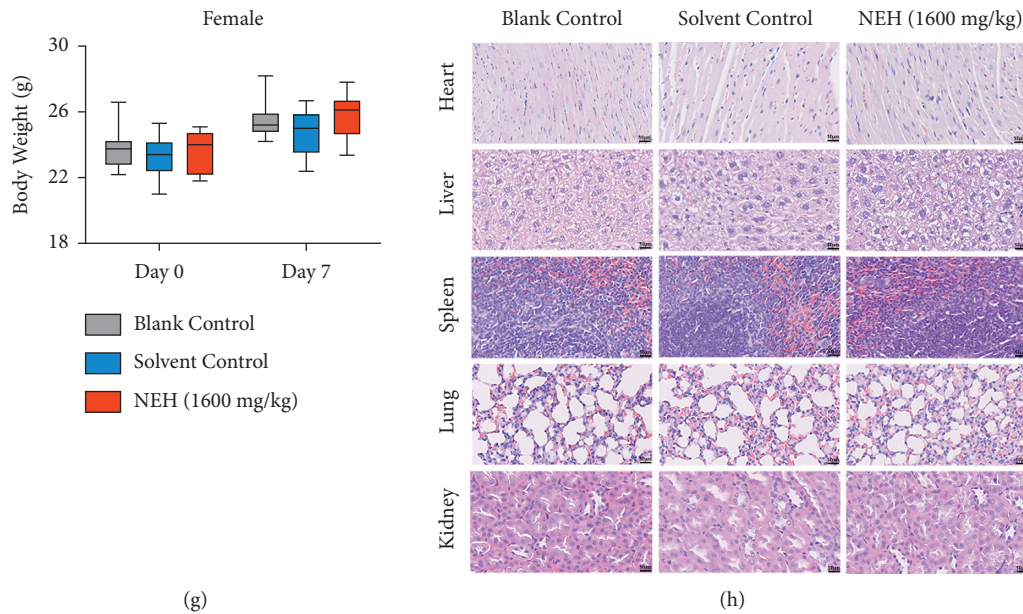 Female
Body Weight (g)
30
26
22
18
Day 0
Day 7
Blank Control
Solvent Control
NEH (1600 mg/kg)
(g)
Blank Control
Solvent Control
NEH (1600 mg/kg)
Heart
Liver
Spleen
Lung
Kidney
(h)